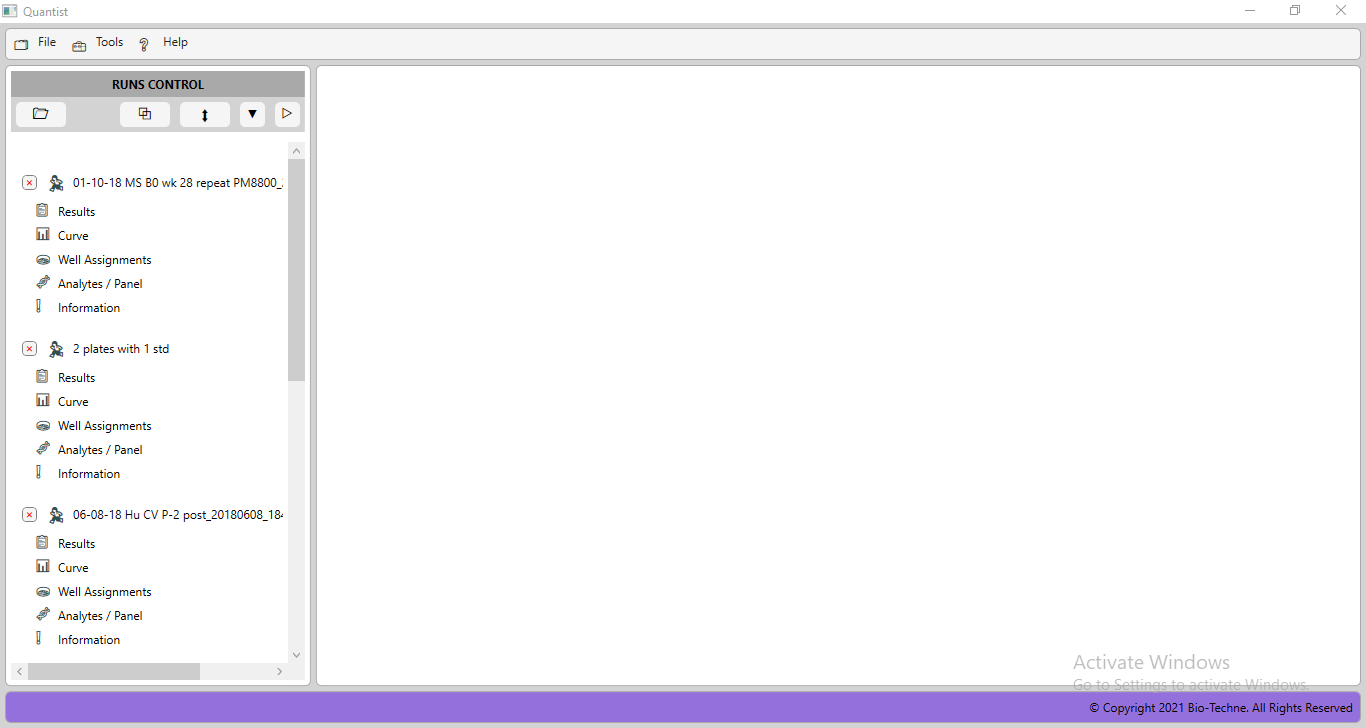 Quantist
File Tools Help
RUNS CONTROL
01-10-18 MS B0 wk 28 repeat PM8800_
Results
Curve
Well Assignments
Analytes / Panel
Information
2 plates with 1 std
Results
Curve
Well Assignments
Analytes / Panel
Information
06-08-18 Hu CV P-2 post_20180608_18
Results
Curve
Well Assignments
Analytes / Panel
Information
Activate Windows
Go to Settings to activate Windows.
© Copyright 2021 Bio-Techne. All Rights Reserved